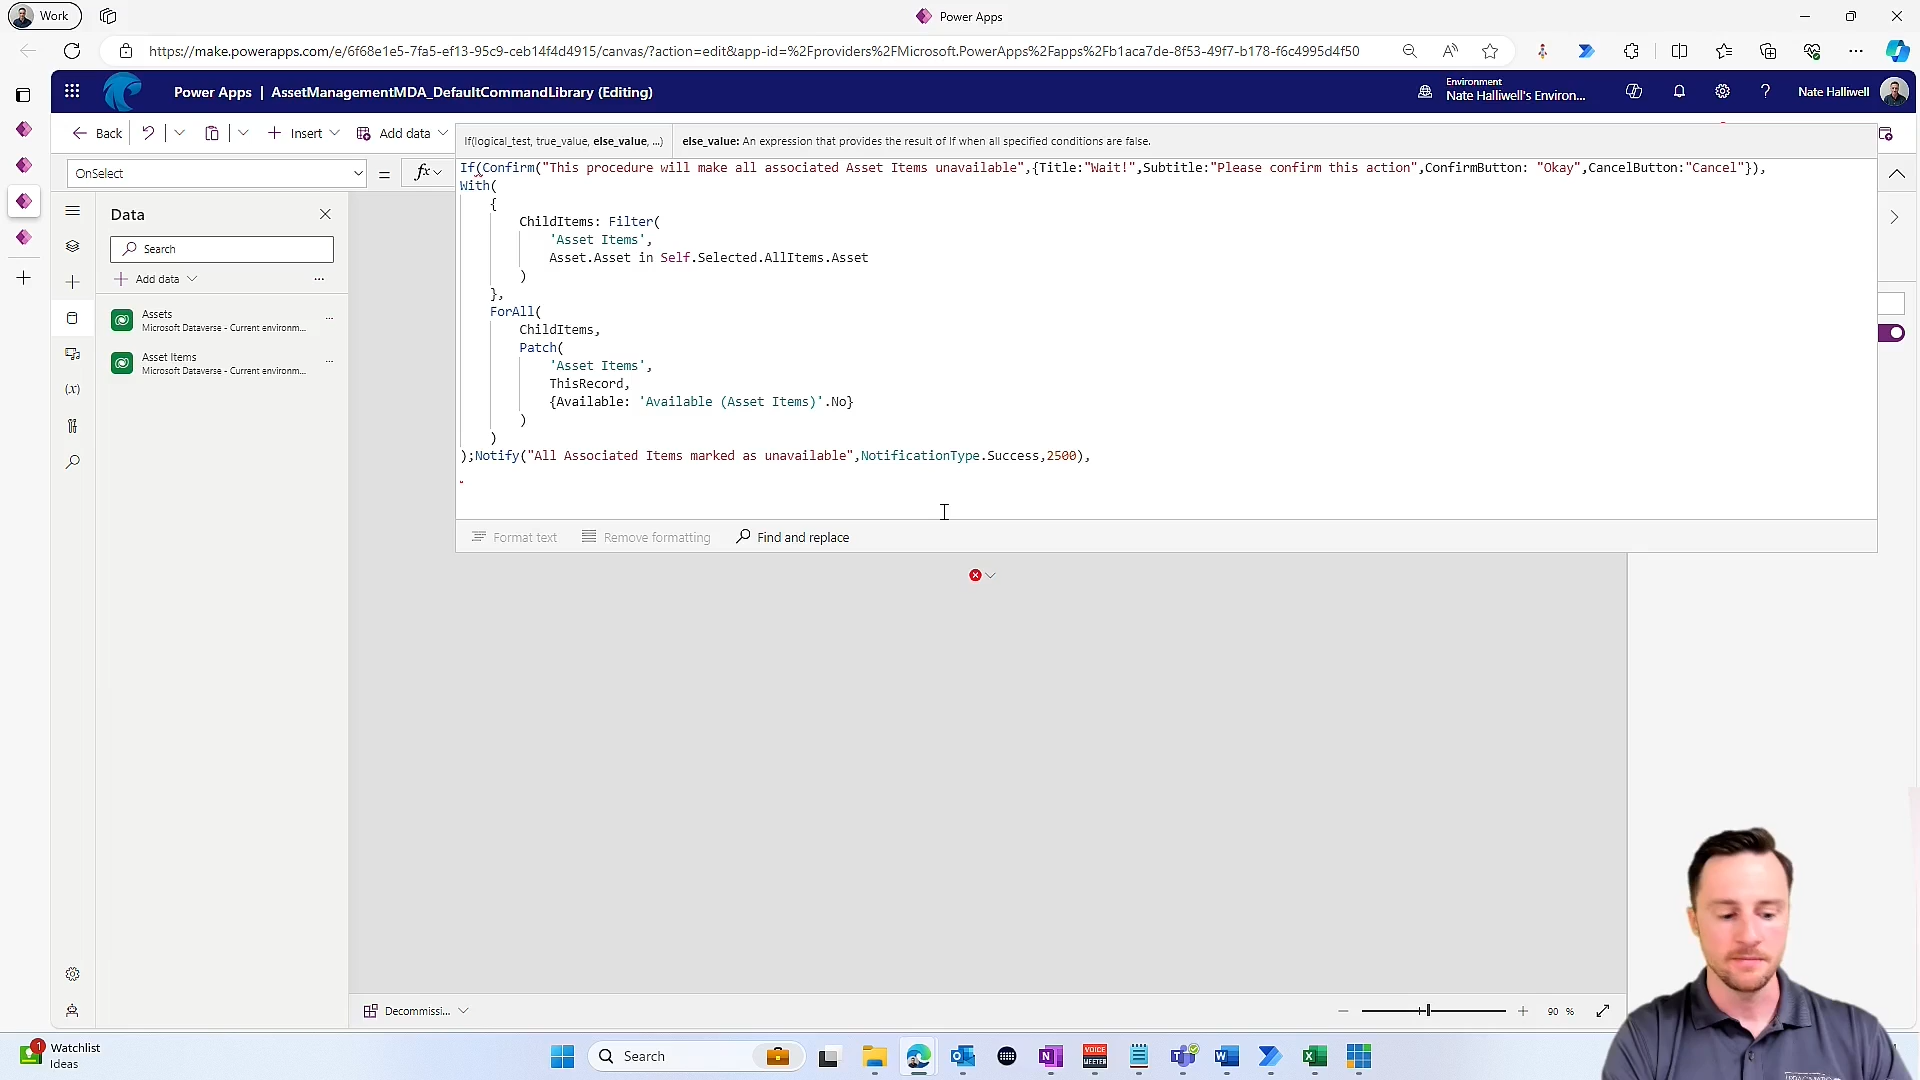 Work
Power Apps
https://make.powerapps.com/e/6f68e1e5-7fa5-ef13-95c9-ceb14f4d4915/canvas/?action=edit&app-id=%2Fproviders%2FMicrosoft.PowerApps%2Fapps%2Fb1aca7de-8f53-49f7-b178-f6c4995d4f50
Power Apps | AssetManagementMDA_DefaultCommandLibrary (Editing)
Environment
Nate Halliwell's Environ...
Nate Halliwell
Back
Insert
Add data
If(logical_test, true_value, else_value, ...)
else_value: An expression that provides the result of If when all specified conditions are false.
OnSelect
=
fx
If(Confirm("This procedure will make all associated Asset Items unavailable",{Title:"Wait!",Subtitle:"Please confirm this action",ConfirmButton: "Okay",CancelButton:"Cancel"}),
With(
{
ChildItems: Filter(
'Asset Items',
Asset.Asset in Self.Selected.AllItems.Asset
)
},
ForAll(
ChildItems,
Patch(
'Asset Items',
ThisRecord,
{Available: 'Available (Asset Items)'.No}
)
)
);Notify("All Associated Items marked as unavailable",NotificationType.Success,2500),
Format text
Remove formatting
Find and replace
Data
Search
Add data
Assets
Microsoft Dataverse - Current environm...
Asset Items
Microsoft Dataverse - Current environm...
(x)
Decommissi...
90 %
1
Watchlist
Ideas
Search
VOICE
MEETER